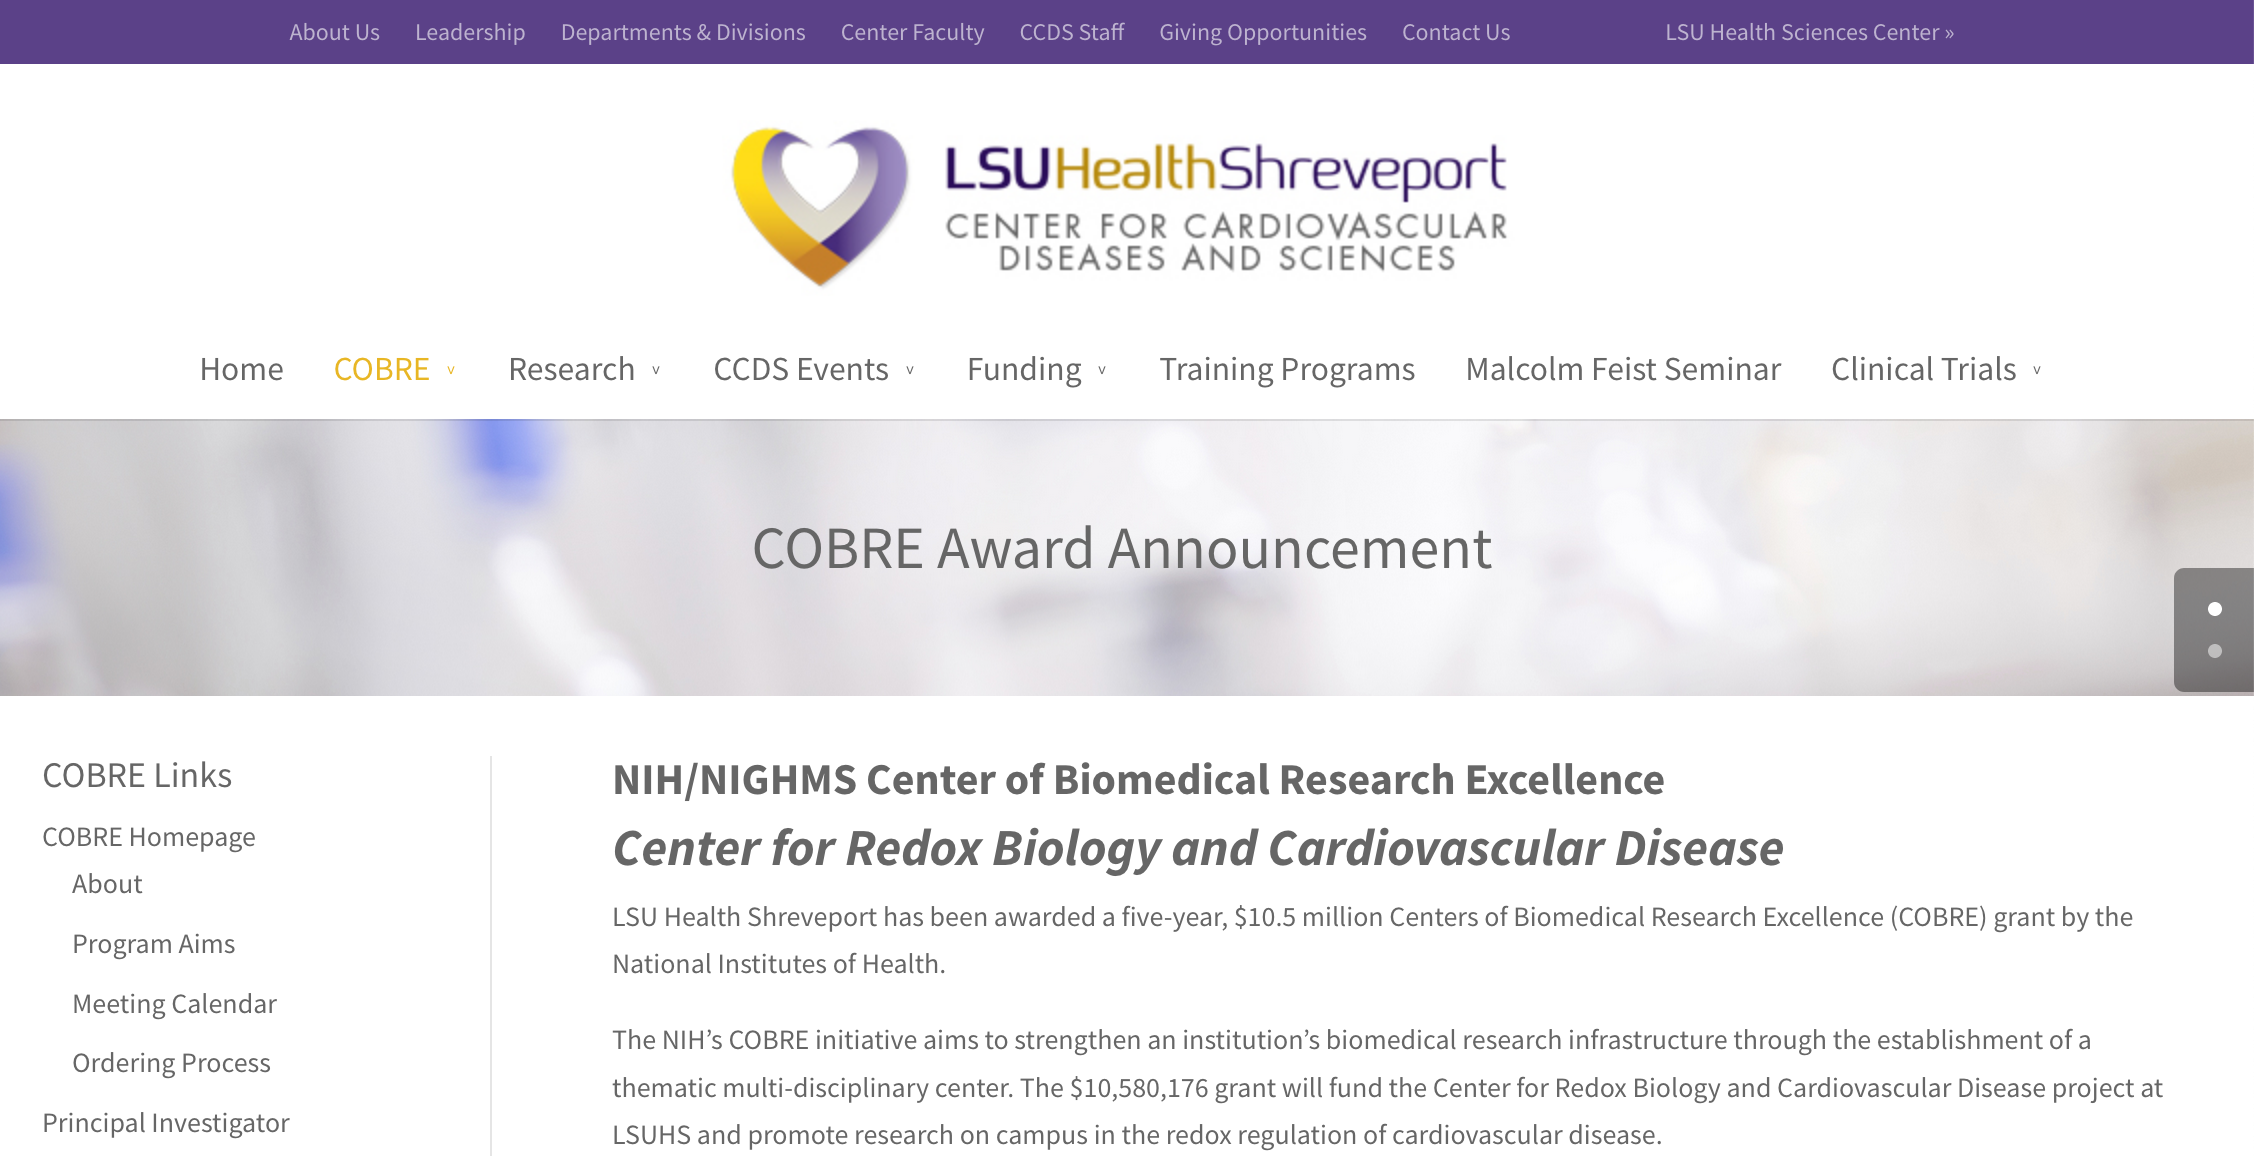 About Us Leadership Departments & Divisions Center Faculty CCDS Staff Giving Opportunities Contact Us LSU Health Sciences Center »
LSUHealthShreveport
CENTER FOR CARDIOVASCULAR
DISEASES AND SCIENCES
Home COBRE v Research v CCDS Events v Funding v Training Programs Malcolm Feist Seminar Clinical Trials v
COBRE Award Announcement
COBRE Links
COBRE Homepage
About
Program Aims
Meeting Calendar
Ordering Process
Principal Investigator
NIH/NIGHMS Center of Biomedical Research Excellence
Center for Redox Biology and Cardiovascular Disease
LSU Health Shreveport has been awarded a five-year, $10.5 million Centers of Biomedical Research Excellence (COBRE) grant by the
National Institutes of Health.
The NIH’s COBRE initiative aims to strengthen an institution’s biomedical research infrastructure through the establishment of a
thematic multi-disciplinary center. The $10,580,176 grant will fund the Center for Redox Biology and Cardiovascular Disease project at
LSUHS and promote research on campus in the redox regulation of cardiovascular disease.